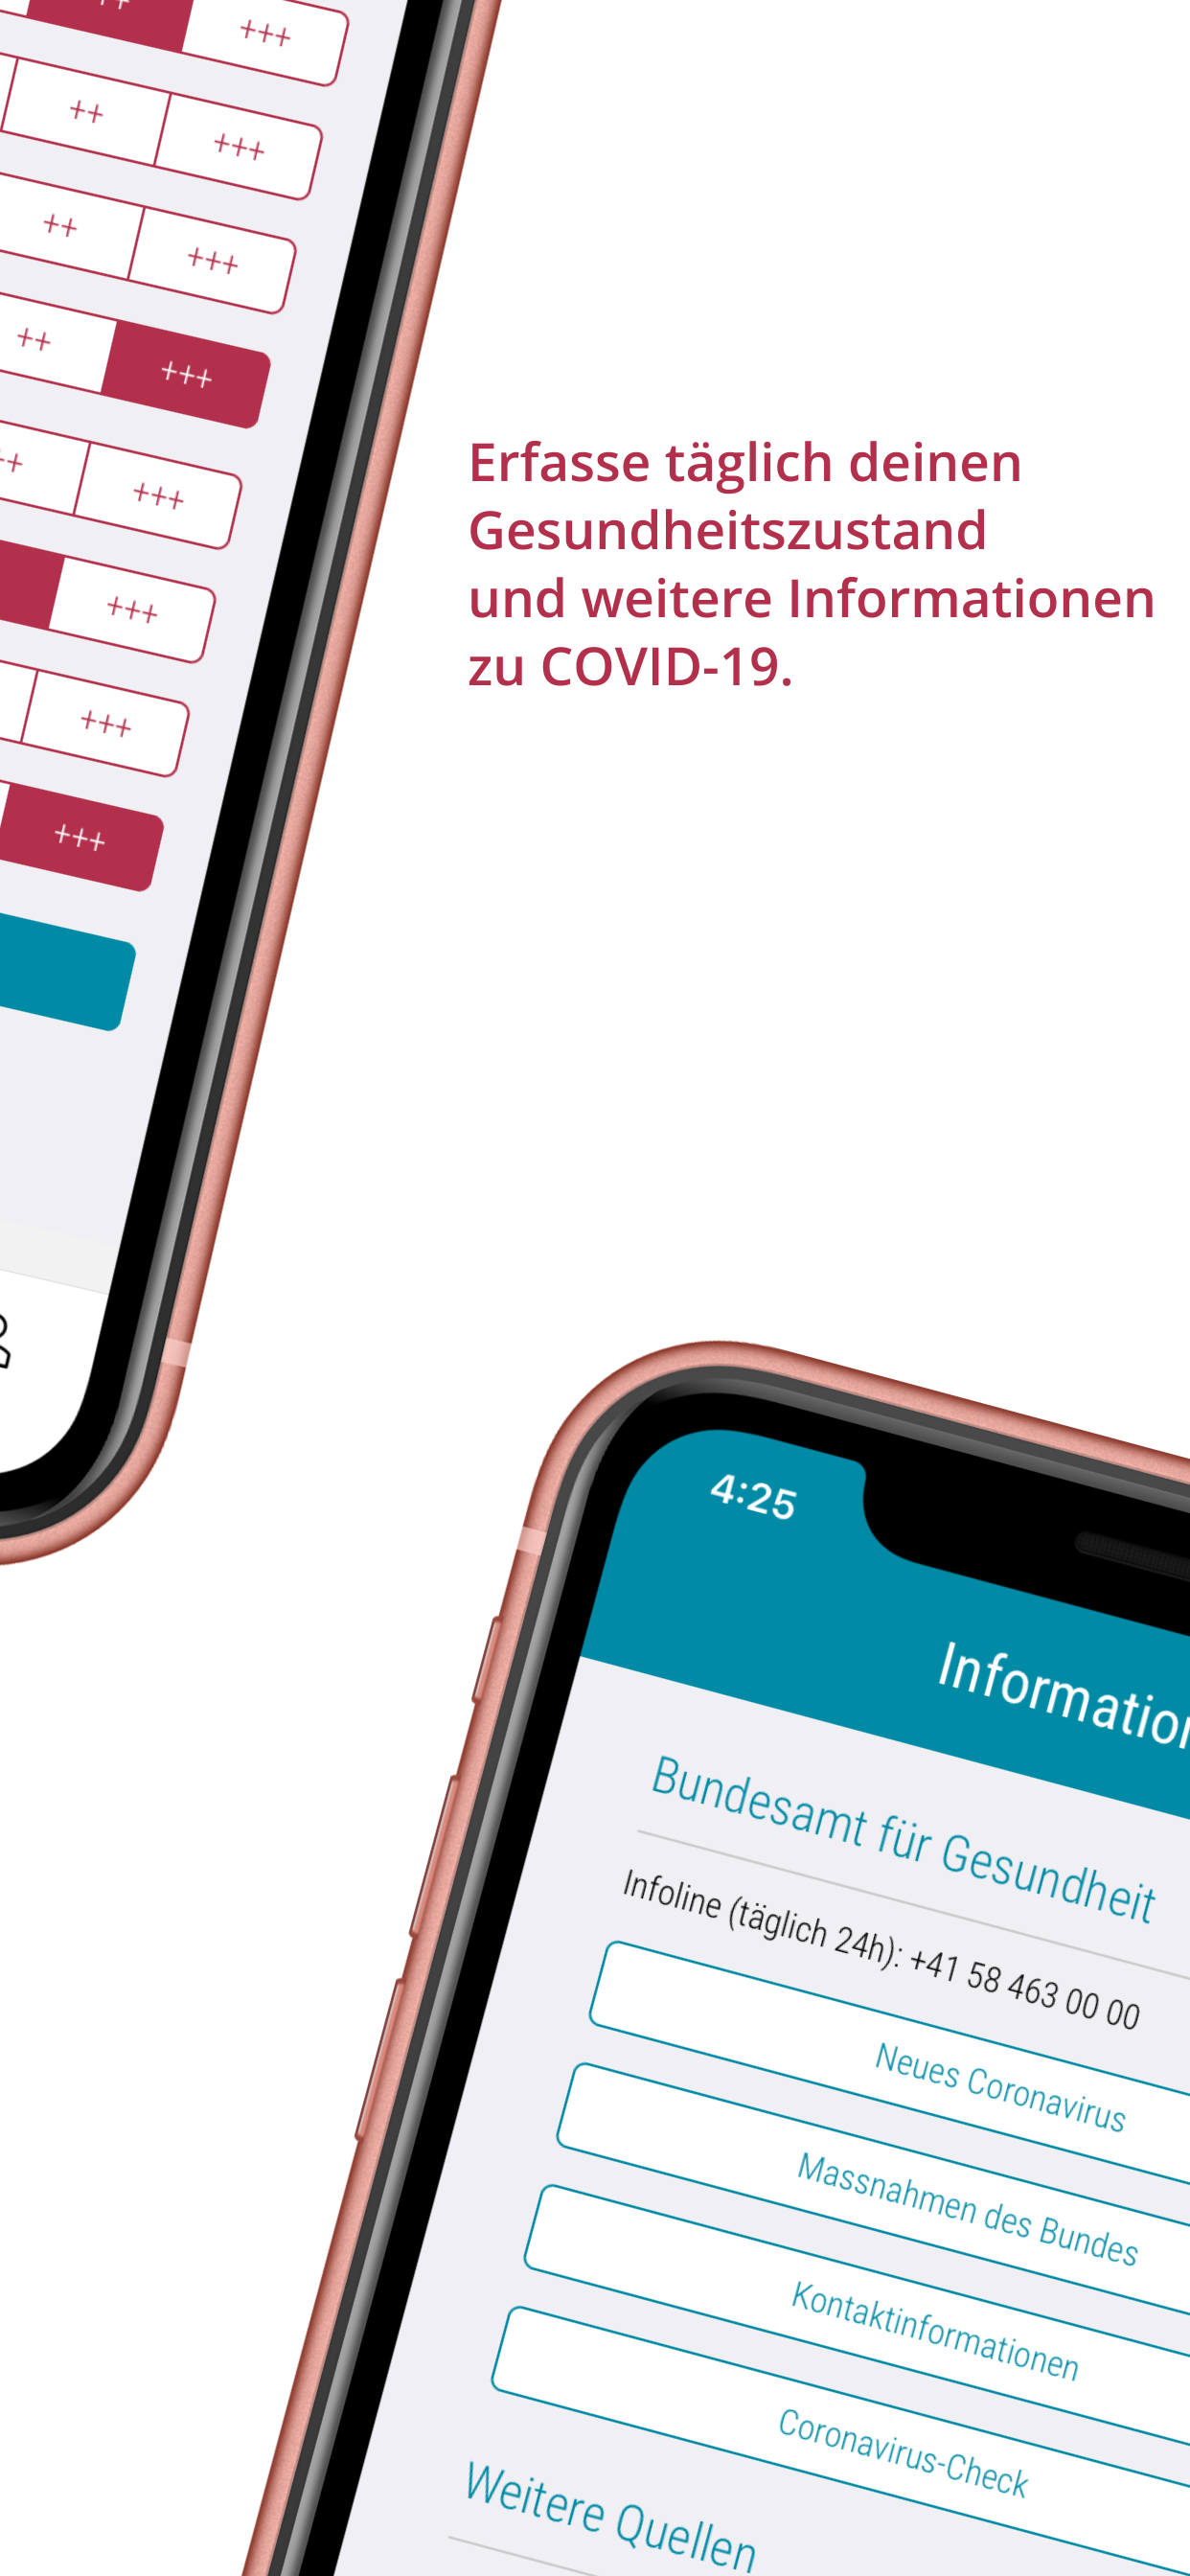 ++ +++
++ +++
++ +++
++ +++
+++
+++
+++
+++
Erfasse täglich deinen
Gesundheitszustand
und weitere Informationen
zu COVID-19.
4:25
Bundesamt für Gesundheit
Infoline (täglich 24h): +41 58 463 00 00
Neues Coronavirus
Massnahmen des Bundes
Kontaktinformationen
Coronavirus-Check
Weitere Quellen